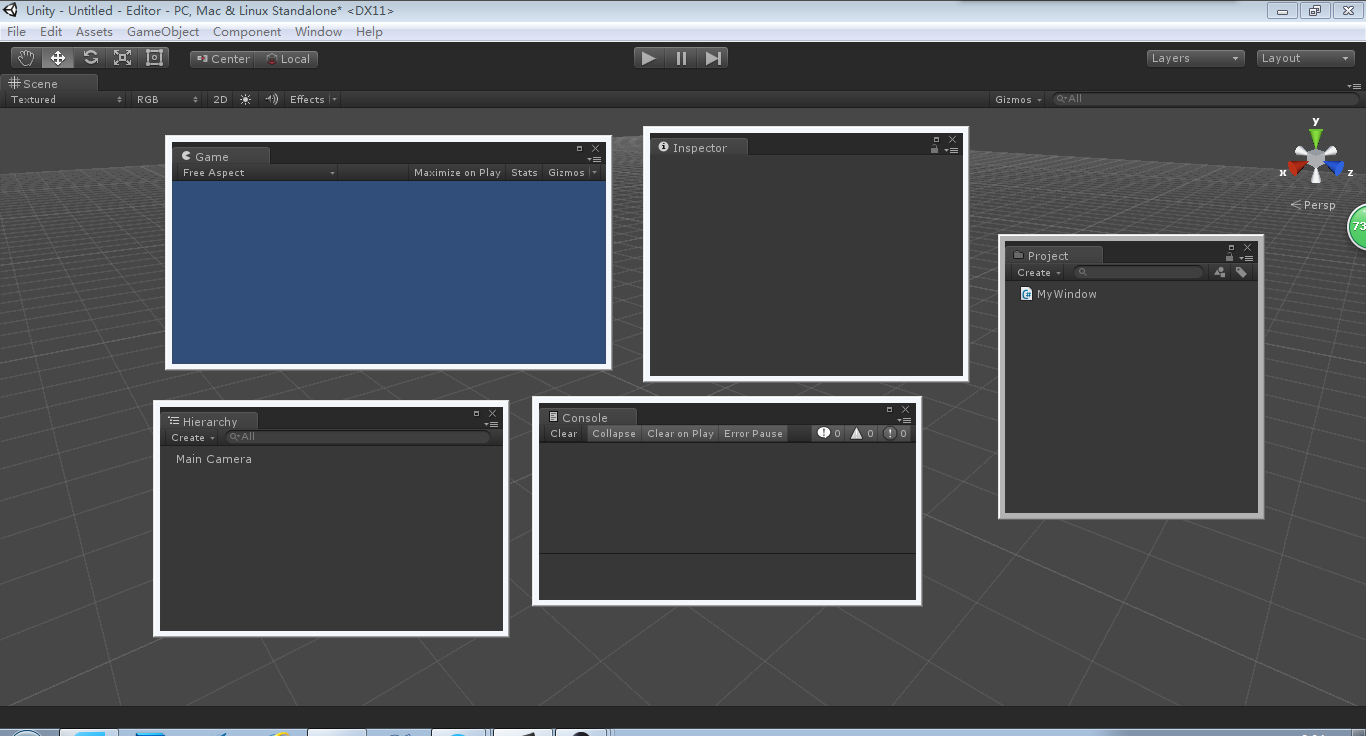 Unity - Untitled - Editor - PC, Mac & Linux Standalone* <DX11>
File Edit Assets GameObject Component Window Help
Center Local Layers Layout
Scene
Textured RGB 2D Effects Gizmos All
y
x z
Persp
73
Game
Free Aspect Maximize on Play Stats Gizmos
Inspector
Project
Create
C#
MyWindow
Hierarchy
Create All
Main Camera
Console
Clear Collapse Clear on Play Error Pause 0 0 0